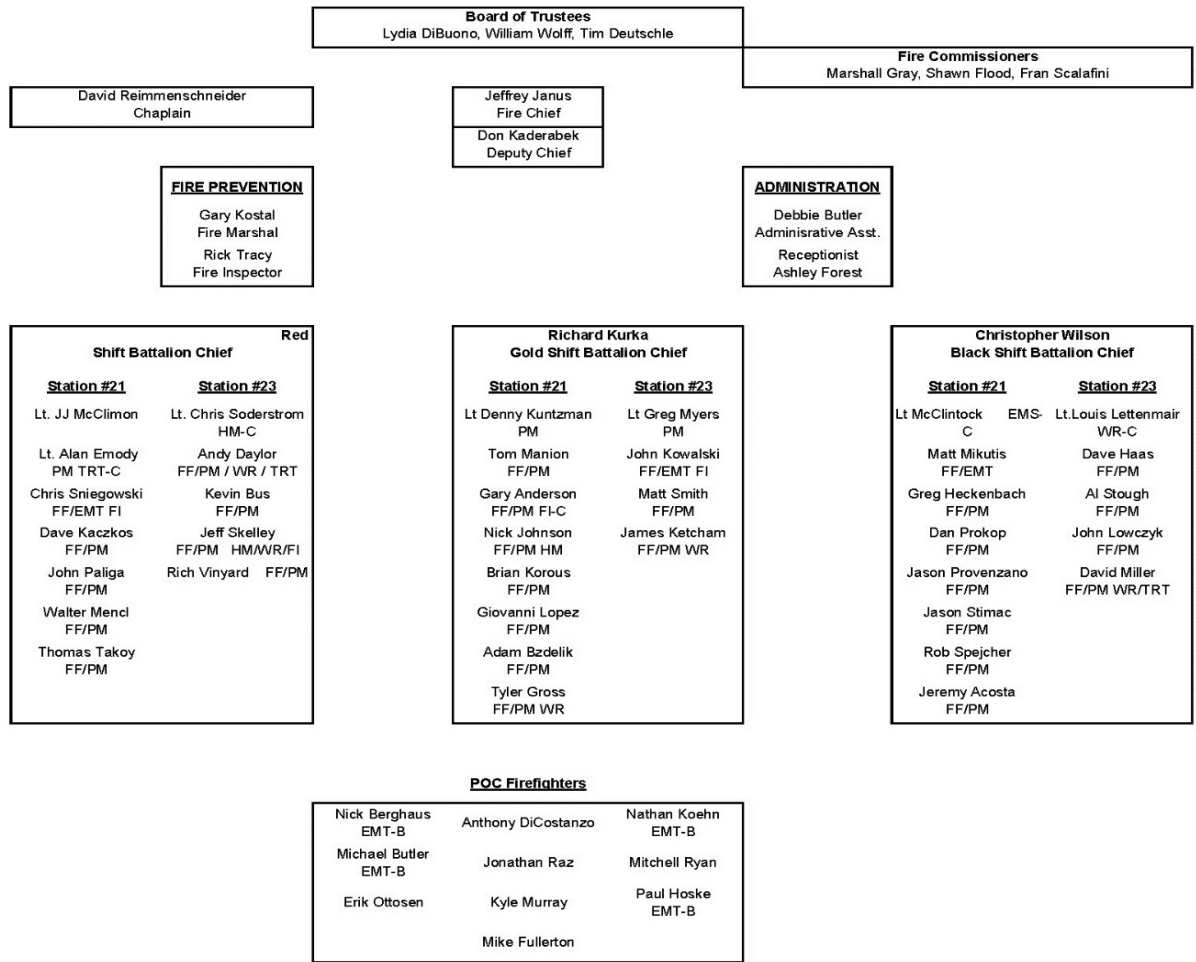 Board of Trustees
Lydia DiBuono, William Wolff, Tim Deutschle
Fire Commissioners
Marshall Gray, Shawn Flood, Fran Scalafini
David Reimmenschneider
Chaplain
Jeffrey Janus
Fire Chief
Don Kaderabek
Deputy Chief
FIRE PREVENTION
Gary Kostal
Fire Marshal
Rick Tracy
Fire Inspector
ADMINISTRATION
Debbie Butler
Adminisrative Asst.
Receptionist
Ashley Forest
Red
Shift Battalion Chief
Station #21
Lt. JJ McClimon
Lt. Alan Emody
PM TRT-C
Chris Sniegowski
FF/EMT FI
Dave Kaczkos
FF/PM
John Paliga
FF/PM
Walter Mencl
FF/PM
Thomas Takoy
FF/PM
Station #23
Lt. Chris Soderstrom
HM-C
Andy Daylor
FF/PM / WR / TRT
Kevin Bus
FF/PM
Jeff Skelley
FF/PM HM/WR/FI
Rich Vinyard FF/PM
Richard Kurka
Gold Shift Battalion Chief
Station #21
Lt Denny Kuntzman
PM
Tom Manion
FF/PM
Gary Anderson
FF/PM FI-C
Nick Johnson
FF/PM HM
Brian Korous
FF/PM
Giovanni Lopez
FF/PM
Adam Bzdelik
FF/PM
Tyler Gross
FF/PM WR
Station #23
Lt Greg Myers
PM
John Kowalski
FF/EMT FI
Matt Smith
FF/PM
James Ketcham
FF/PM WR
Christopher Wilson
Black Shift Battalion Chief
Station #21
Lt McClintock EMS-
C
Matt Mikutis
FF/EMT
Greg Heckenbach
FF/PM
Dan Prokop
FF/PM
Jason Provenzano
FF/PM
Jason Stimac
FF/PM
Rob Spejcher
FF/PM
Jeremy Acosta
FF/PM
Station #23
Lt.Louis Lettenmair
WR-C
Dave Haas
FF/PM
Al Stough
FF/PM
John Lowczyk
FF/PM
David Miller
FF/PM WR/TRT
POC Firefighters
Nick Berghaus
EMT-B
Michael Butler
EMT-B
Erik Ottosen
Anthony DiCostanzo
Jonathan Raz
Kyle Murray
Mike Fullerton
Nathan Koehn
EMT-B
Mitchell Ryan
Paul Hoske
EMT-B